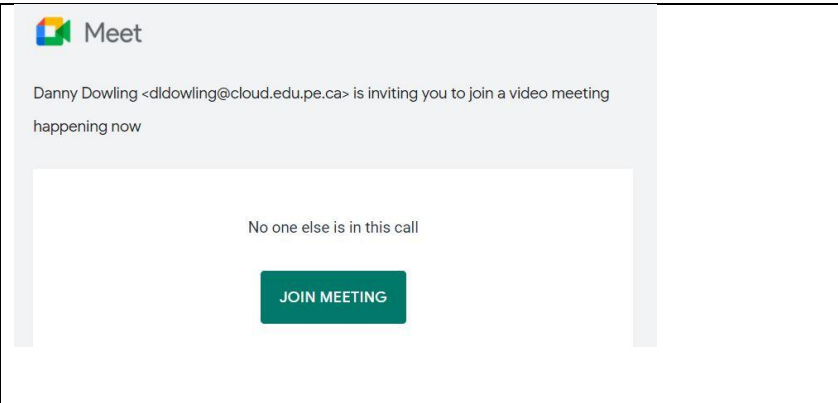 Meet
Danny Dowling <dldowling@cloud.edu.pe.ca> is inviting you to join a video meeting
happening now
No one else is in this call
JOIN MEETING